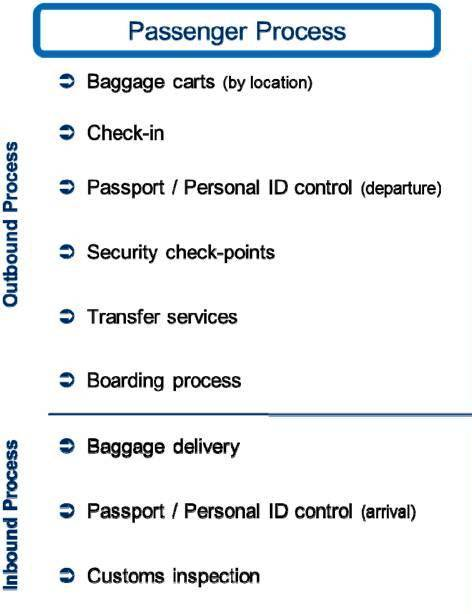 Passenger Process
Outbound Process
Baggage carts (by location)
Check-in
Passport / Personal ID control (departure)
Security check-points
Transfer services
Boarding process
Inbound Process
Baggage delivery
Passport / Personal ID control (arrival)
Customs inspection